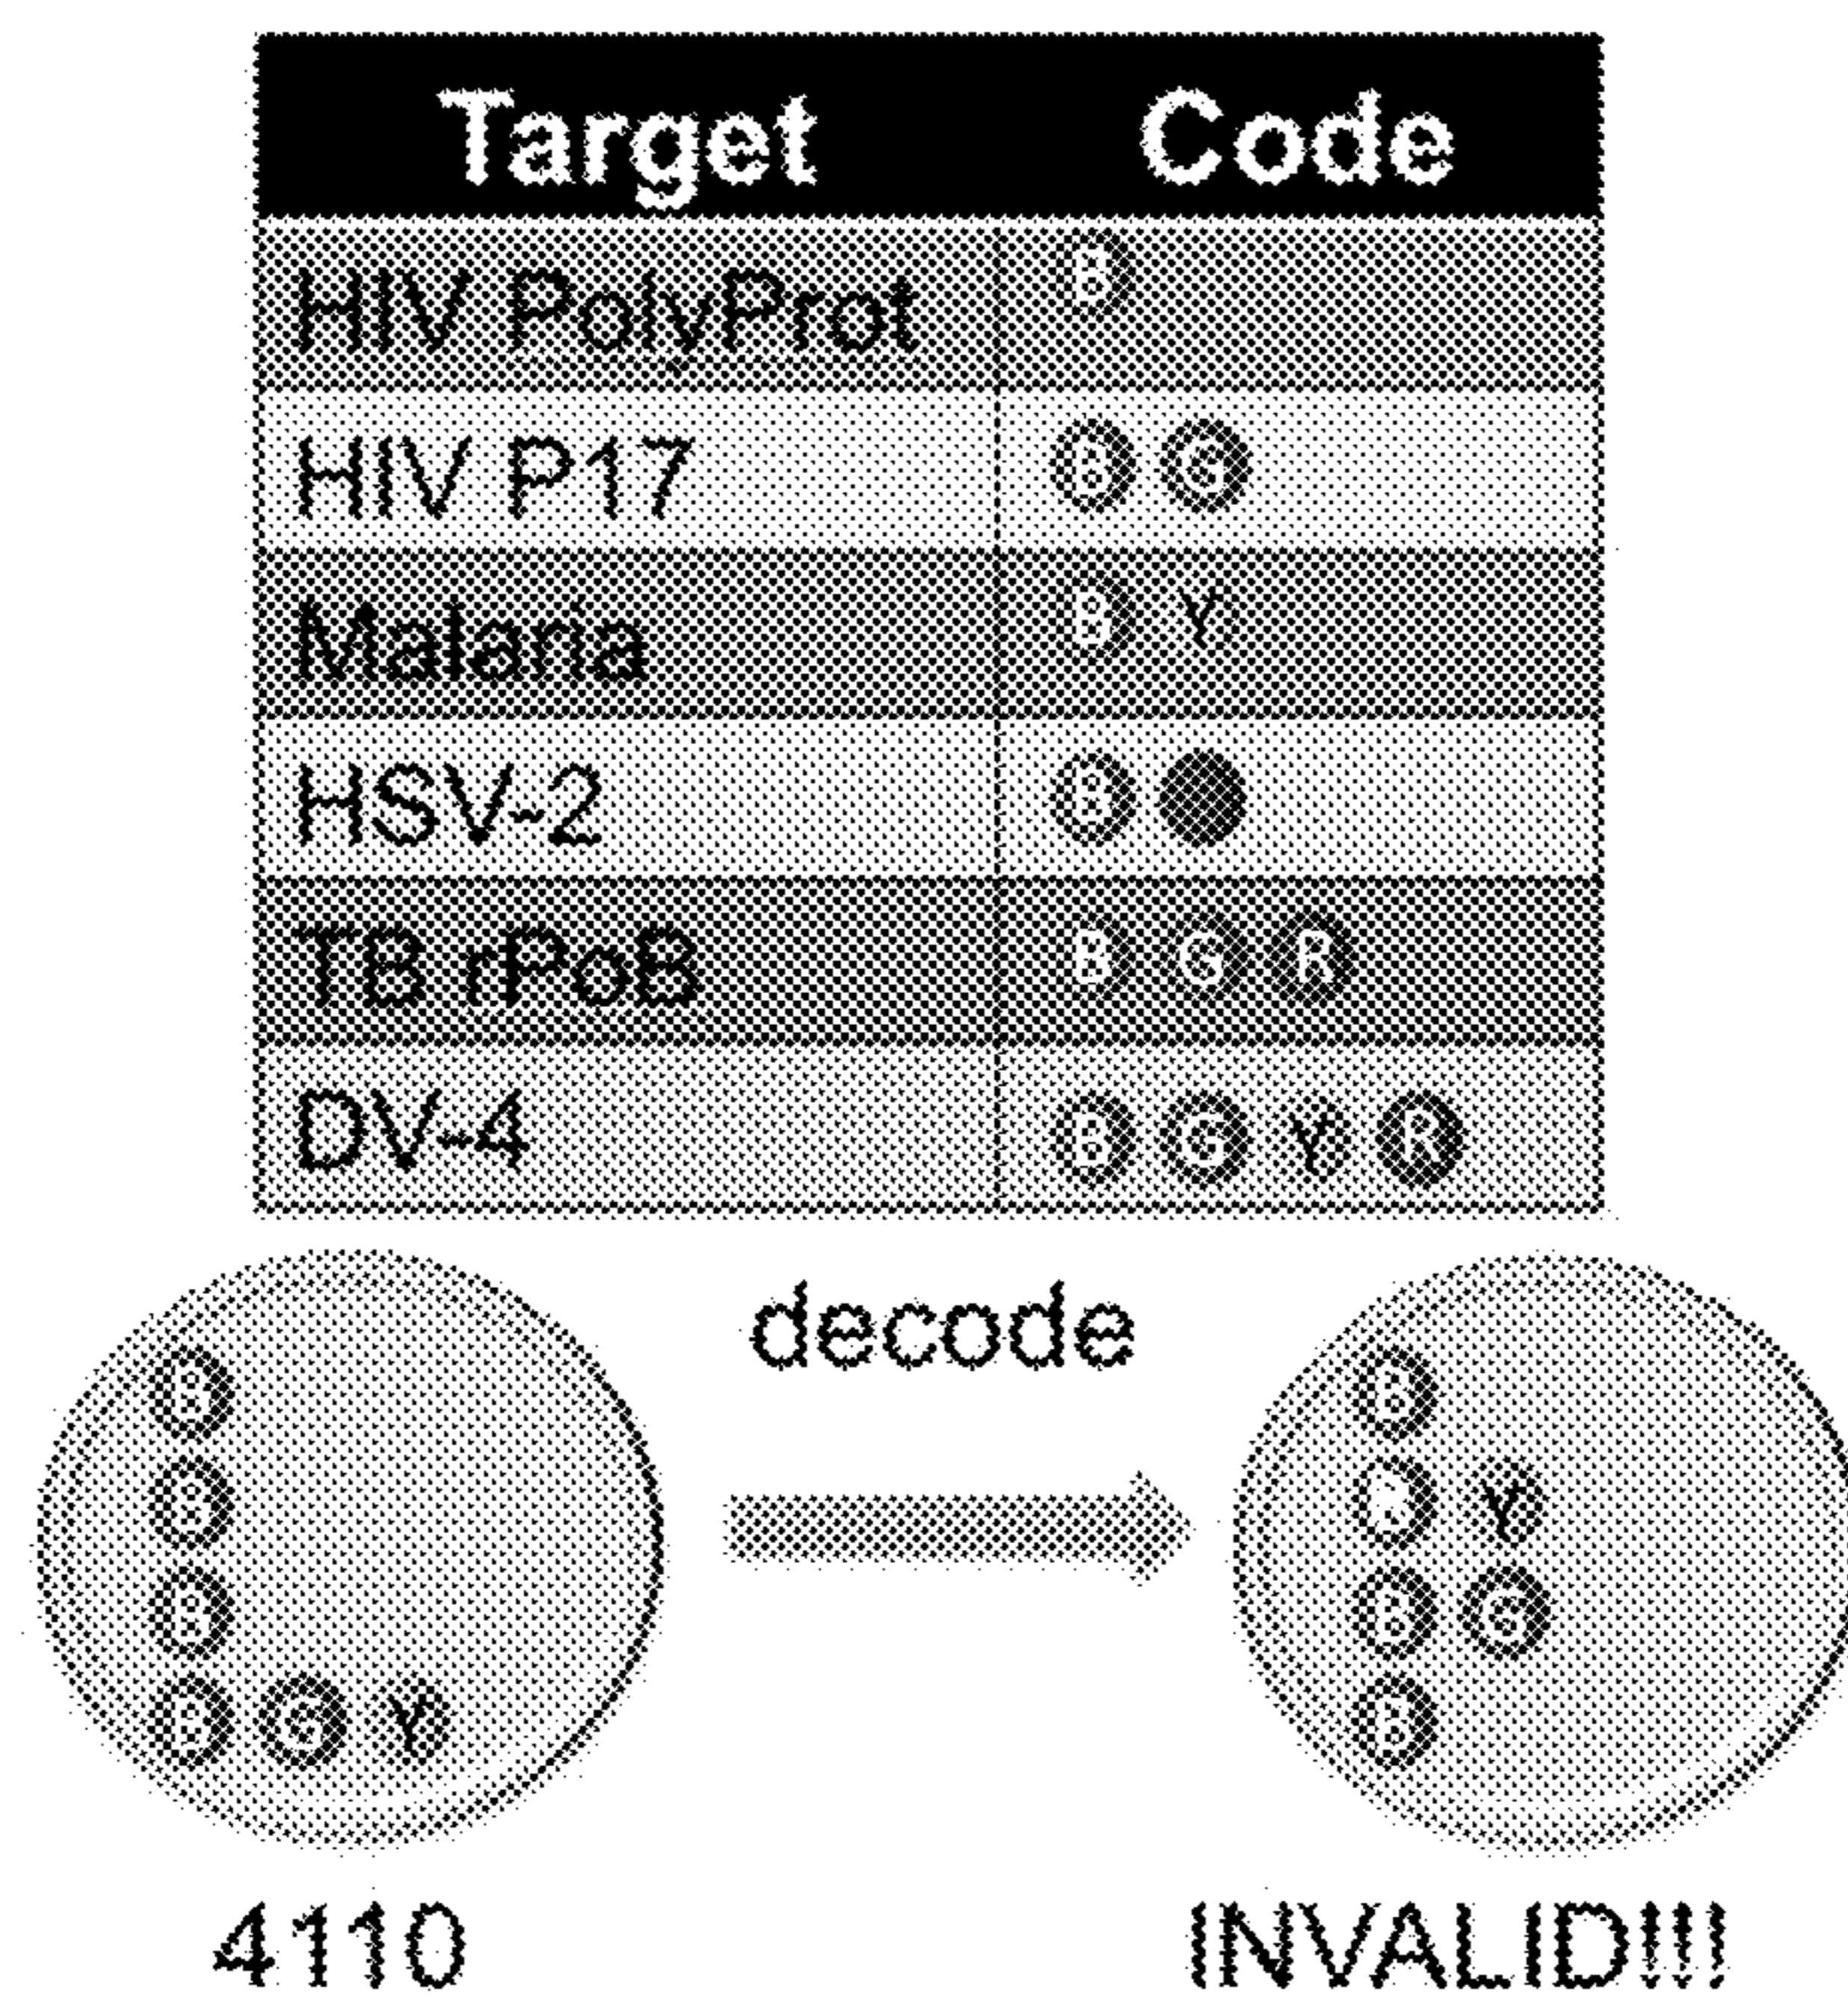 Target Code
HIV PolyProt B
HIV P17 B G
Malaria B Y
HSV-2 B
TB rPoB B G R
DV-4 B G Y R
decode
B B
B B Y
B B G
B G Y B
4110 INVALID!!!